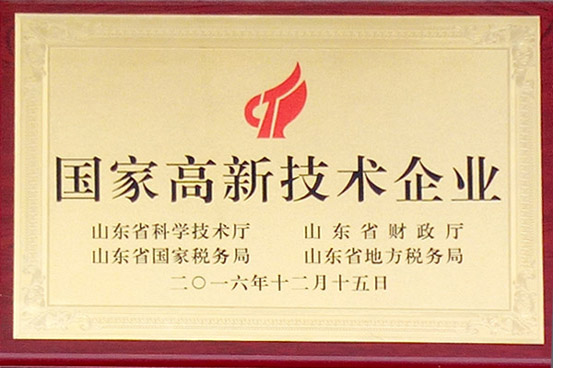 国家高新技术企业
山东省科学技术厅 山东省财政厅
山东省国家税务局 山东省地方税务局
二〇一六年十二月十五日